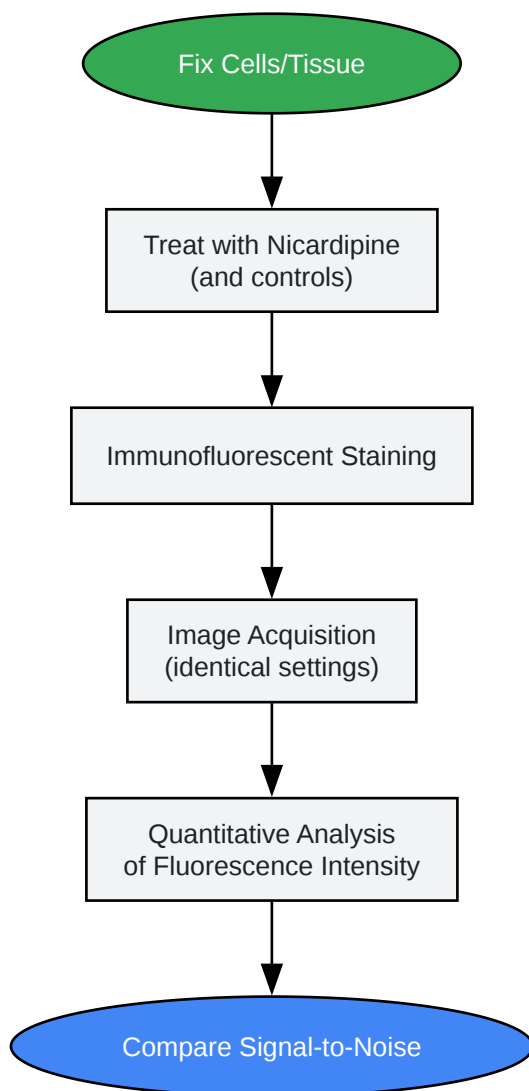 Fix Cells/Tissue
Treat with Nicardipine
(and controls)
Immunofluorescent Staining
Image Acquisition
(identical settings)
Quantitative Analysis
of Fluorescence Intensity
Compare Signal-to-Noise